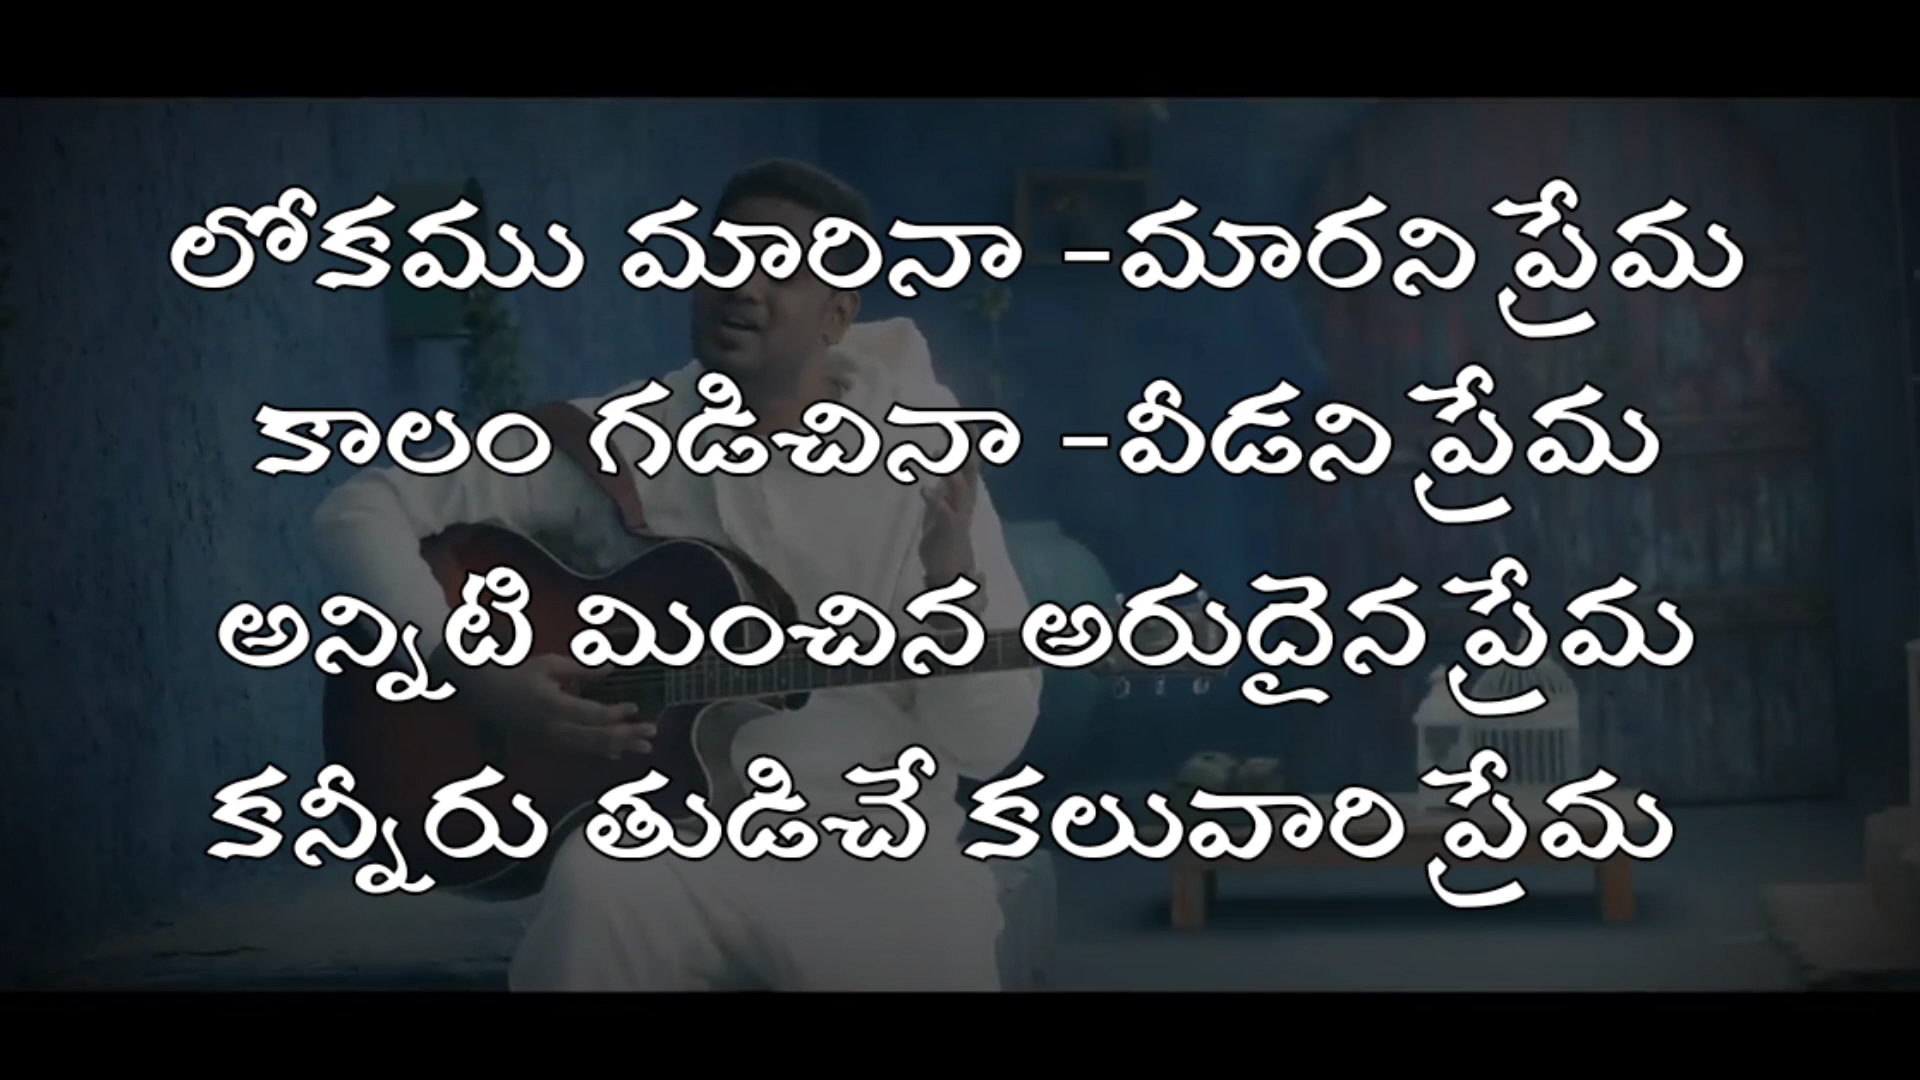 లోకము మారినా -మారని ప్రేమ
కాలం గడిచినా -వీడని ప్రేమ
అన్నిటి మించిన అరుదైన ప్రేమ
కన్నీరు తుడిచే కలువారి ప్రేమ